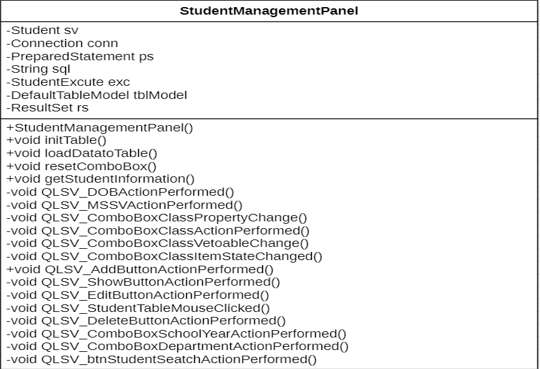 StudentManagementPanel
-Student sv
-Connection conn
-PreparedStatement ps
-String sql
-StudentExcute exc
-DefaultTableModel tblModel
-ResultSet rs
+StudentManagementPanel()
+void initTable()
+void loadDatatoTable()
+void resetComboBox()
+void getStudentInformation()
-void QLSV_DOBActionPerformed()
-void QLSV_MSSVActionPerformed()
-void QLSV_ComboBoxClassPropertyChange()
-void QLSV_ComboBoxClassActionPerformed()
-void QLSV_ComboBoxClassVetoableChange()
-void QLSV_ComboBoxClassItemStateChanged()
+void QLSV_AddButtonActionPerformed()
-void QLSV_ShowButtonActionPerformed()
-void QLSV_EditButtonActionPerformed()
-void QLSV_StudentTableMouseClicked()
-void QLSV_DeleteButtonActionPerformed()
-void QLSV_ComboBoxSchoolYearActionPerformed()
-void QLSV_ComboBoxDepartmentActionPerformed()
-void QLSV_btnStudentSeatchActionPerformed()